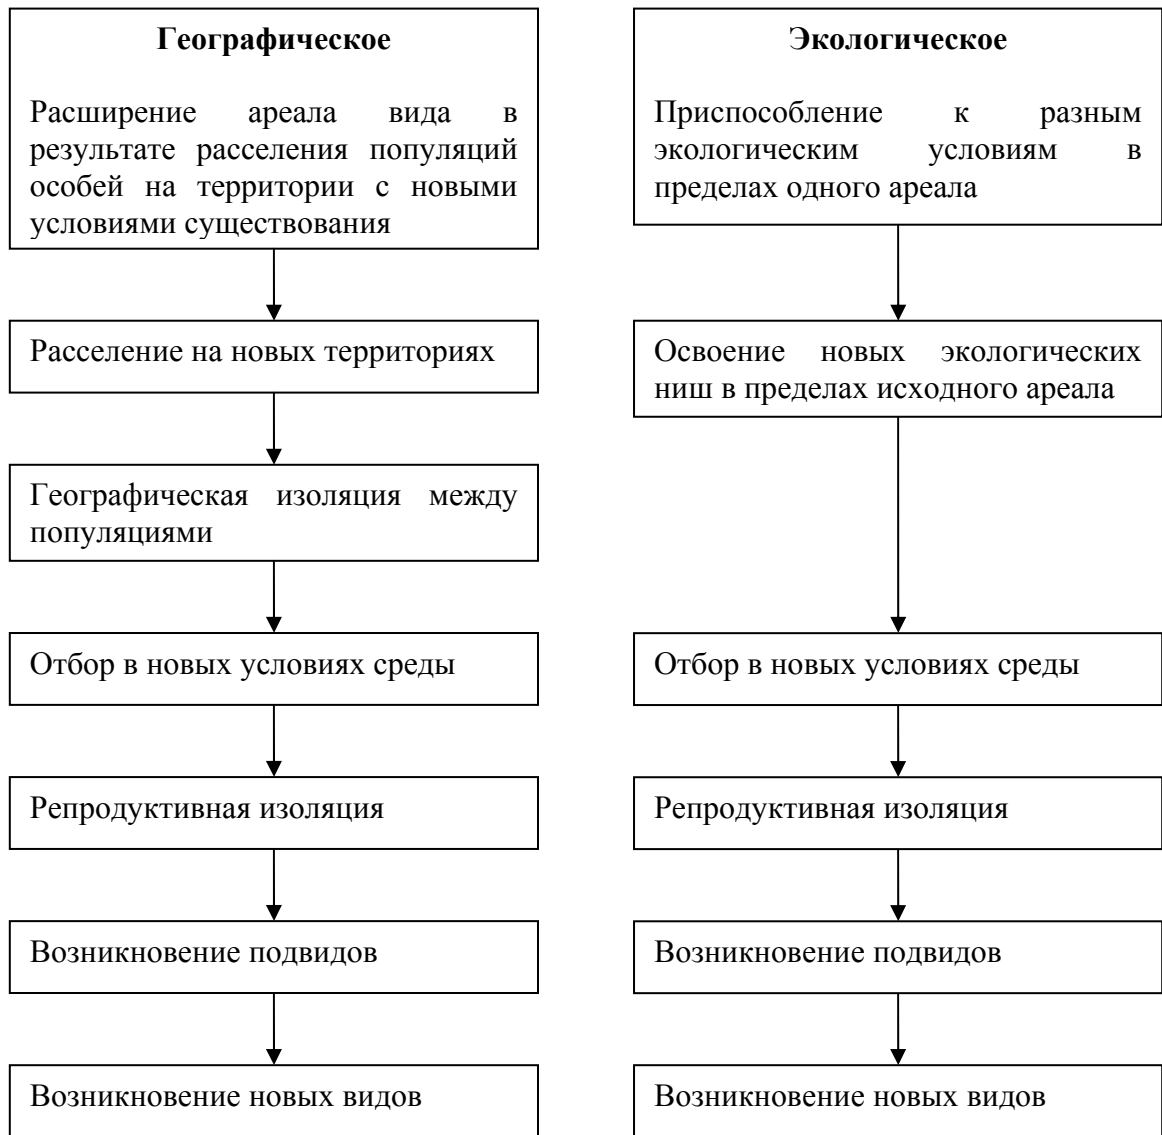 Географическое
Расширение ареала вида в
результате расселения популяций
особей на территории с новыми
условиями существования
Расселение на новых территориях
Географическая изоляция между
популяциями
Отбор в новых условиях среды
Репродуктивная изоляция
Возникновение подвидов
Возникновение новых видов
Экологическое
Приспособление к разным
экологическим условиям в
пределах одного ареала
Освоение новых экологических
ниш в пределах исходного ареала
Отбор в новых условиях среды
Репродуктивная изоляция
Возникновение подвидов
Возникновение новых видов